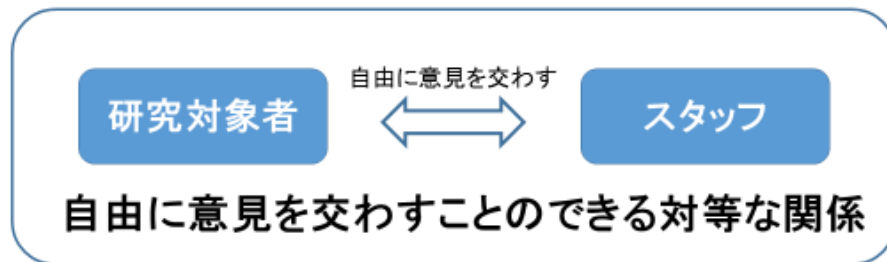 自由に意見を交わす
研究対象者
スタッフ
自由に意見を交わすことのできる対等な関係